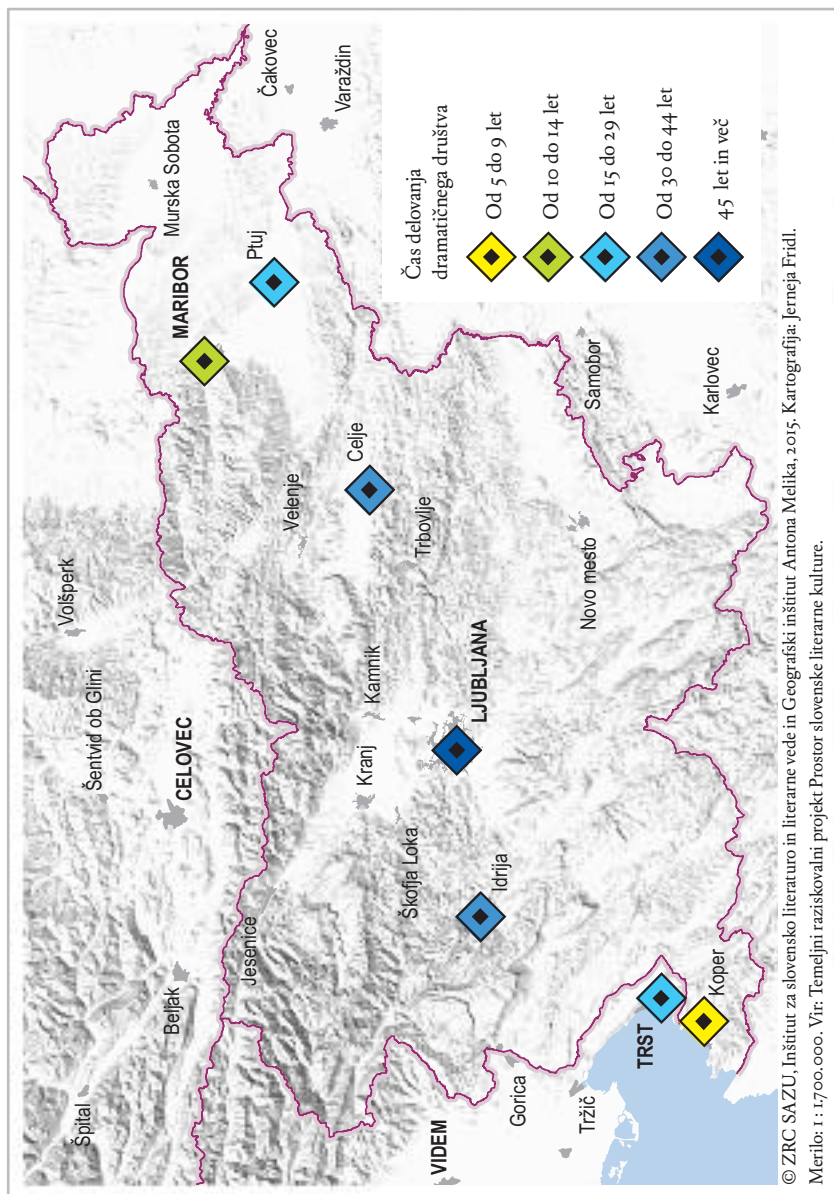 Špital
Beljak
Šentvid ob Glini
Volšperk
CELOVEC
Jesenice
MARIBOR
Murska Sobota
Čakovec
Varaždin
Ptuj
Velenje
Celje
Kranj
Kamnik
Trbovlje
Škofja Loka
VIDEM
LJUBLJANA
Idrija
Gorica
Tržič
TRST
Koper
Novo mesto
Samobor
Karlovec
Čas delovanja
dramatičnega društva
Od 5 do 9 let
Od 10 do 14 let
Od 15 do 29 let
Od 30 do 44 let
45 let in več
© ZRC SAZU, Inštitut za slovensko literaturo in literarne vede in Geografski inštitut Antona Melika, 2015. Kartografija: Jerneja Fridl.
Merilo: 1 : 1.700.000. Vir: Temeljni raziskovalni projekt Prostor slovenske literarne kulture.